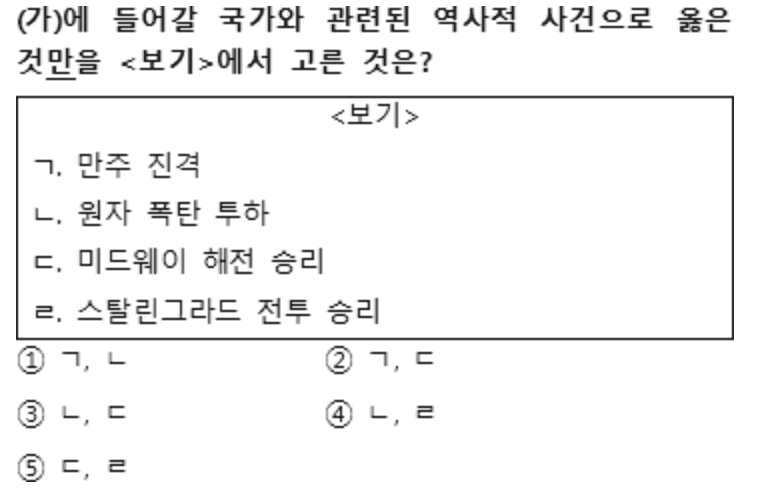 (가)에 들어갈 국가와 관련된 역사적 사건으로 옳은
것만을 <보기>에서 고른 것은?
<보기>
ㄱ. 만주 진격
ㄴ. 원자 폭탄 투하
ㄷ. 미드웨이 해전 승리
ㄹ. 스탈린그라드 전투 승리
① ㄱ, ㄴ ② ㄱ, ㄷ
③ ㄴ, ㄷ ④ ㄴ, ㄹ
⑤ ㄷ, ㄹ